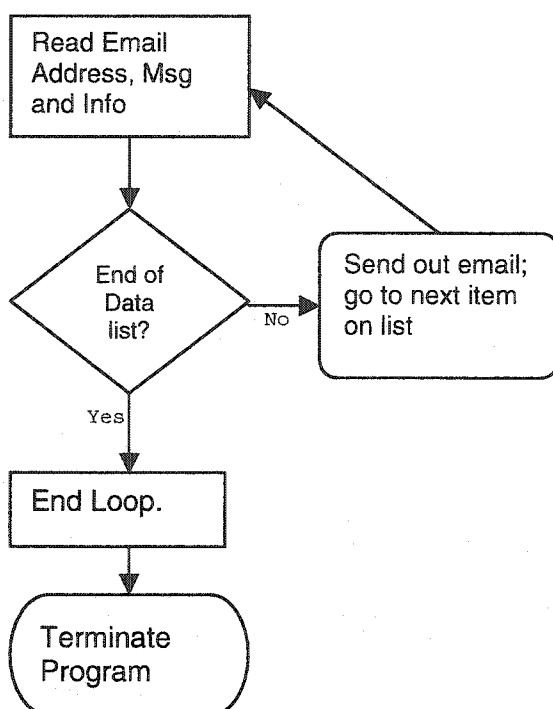 Read Email
Address, Msg
and Info
End of
Data
list?
No
Send out email;
go to next item
on list
Yes
End Loop.
Terminate
Program